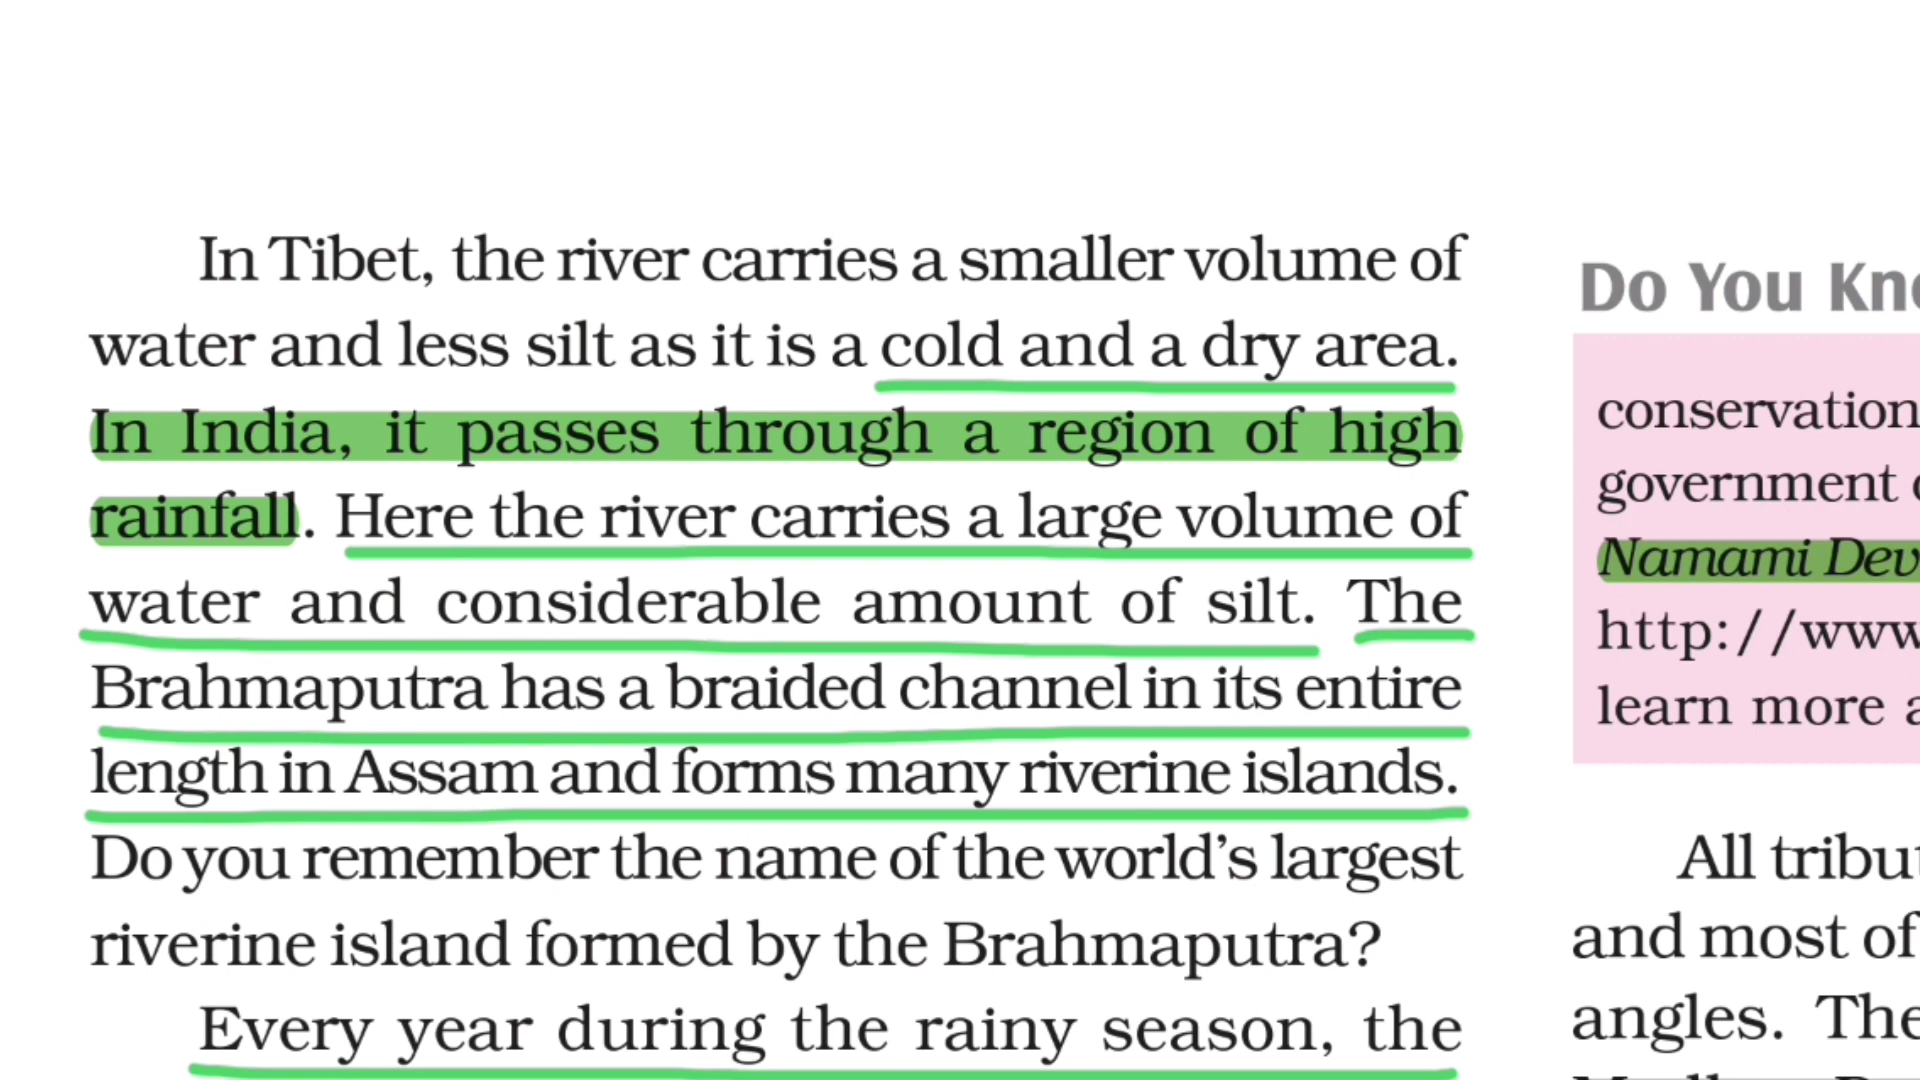 In Tibet, the river carries a smaller volume of
water and less silt as it is a cold and a dry area.
In India, it passes through a region of high
rainfall. Here the river carries a large volume of
water and considerable amount of silt. The
Brahmaputra has a braided channel in its entire
length in Assam and forms many riverine islands.
Do you remember the name of the world’s largest
riverine island formed by the Brahmaputra?
Every year during the rainy season, the
Do You
conservation
government
Namami
http://www
learn more
All
and most of
angles. The